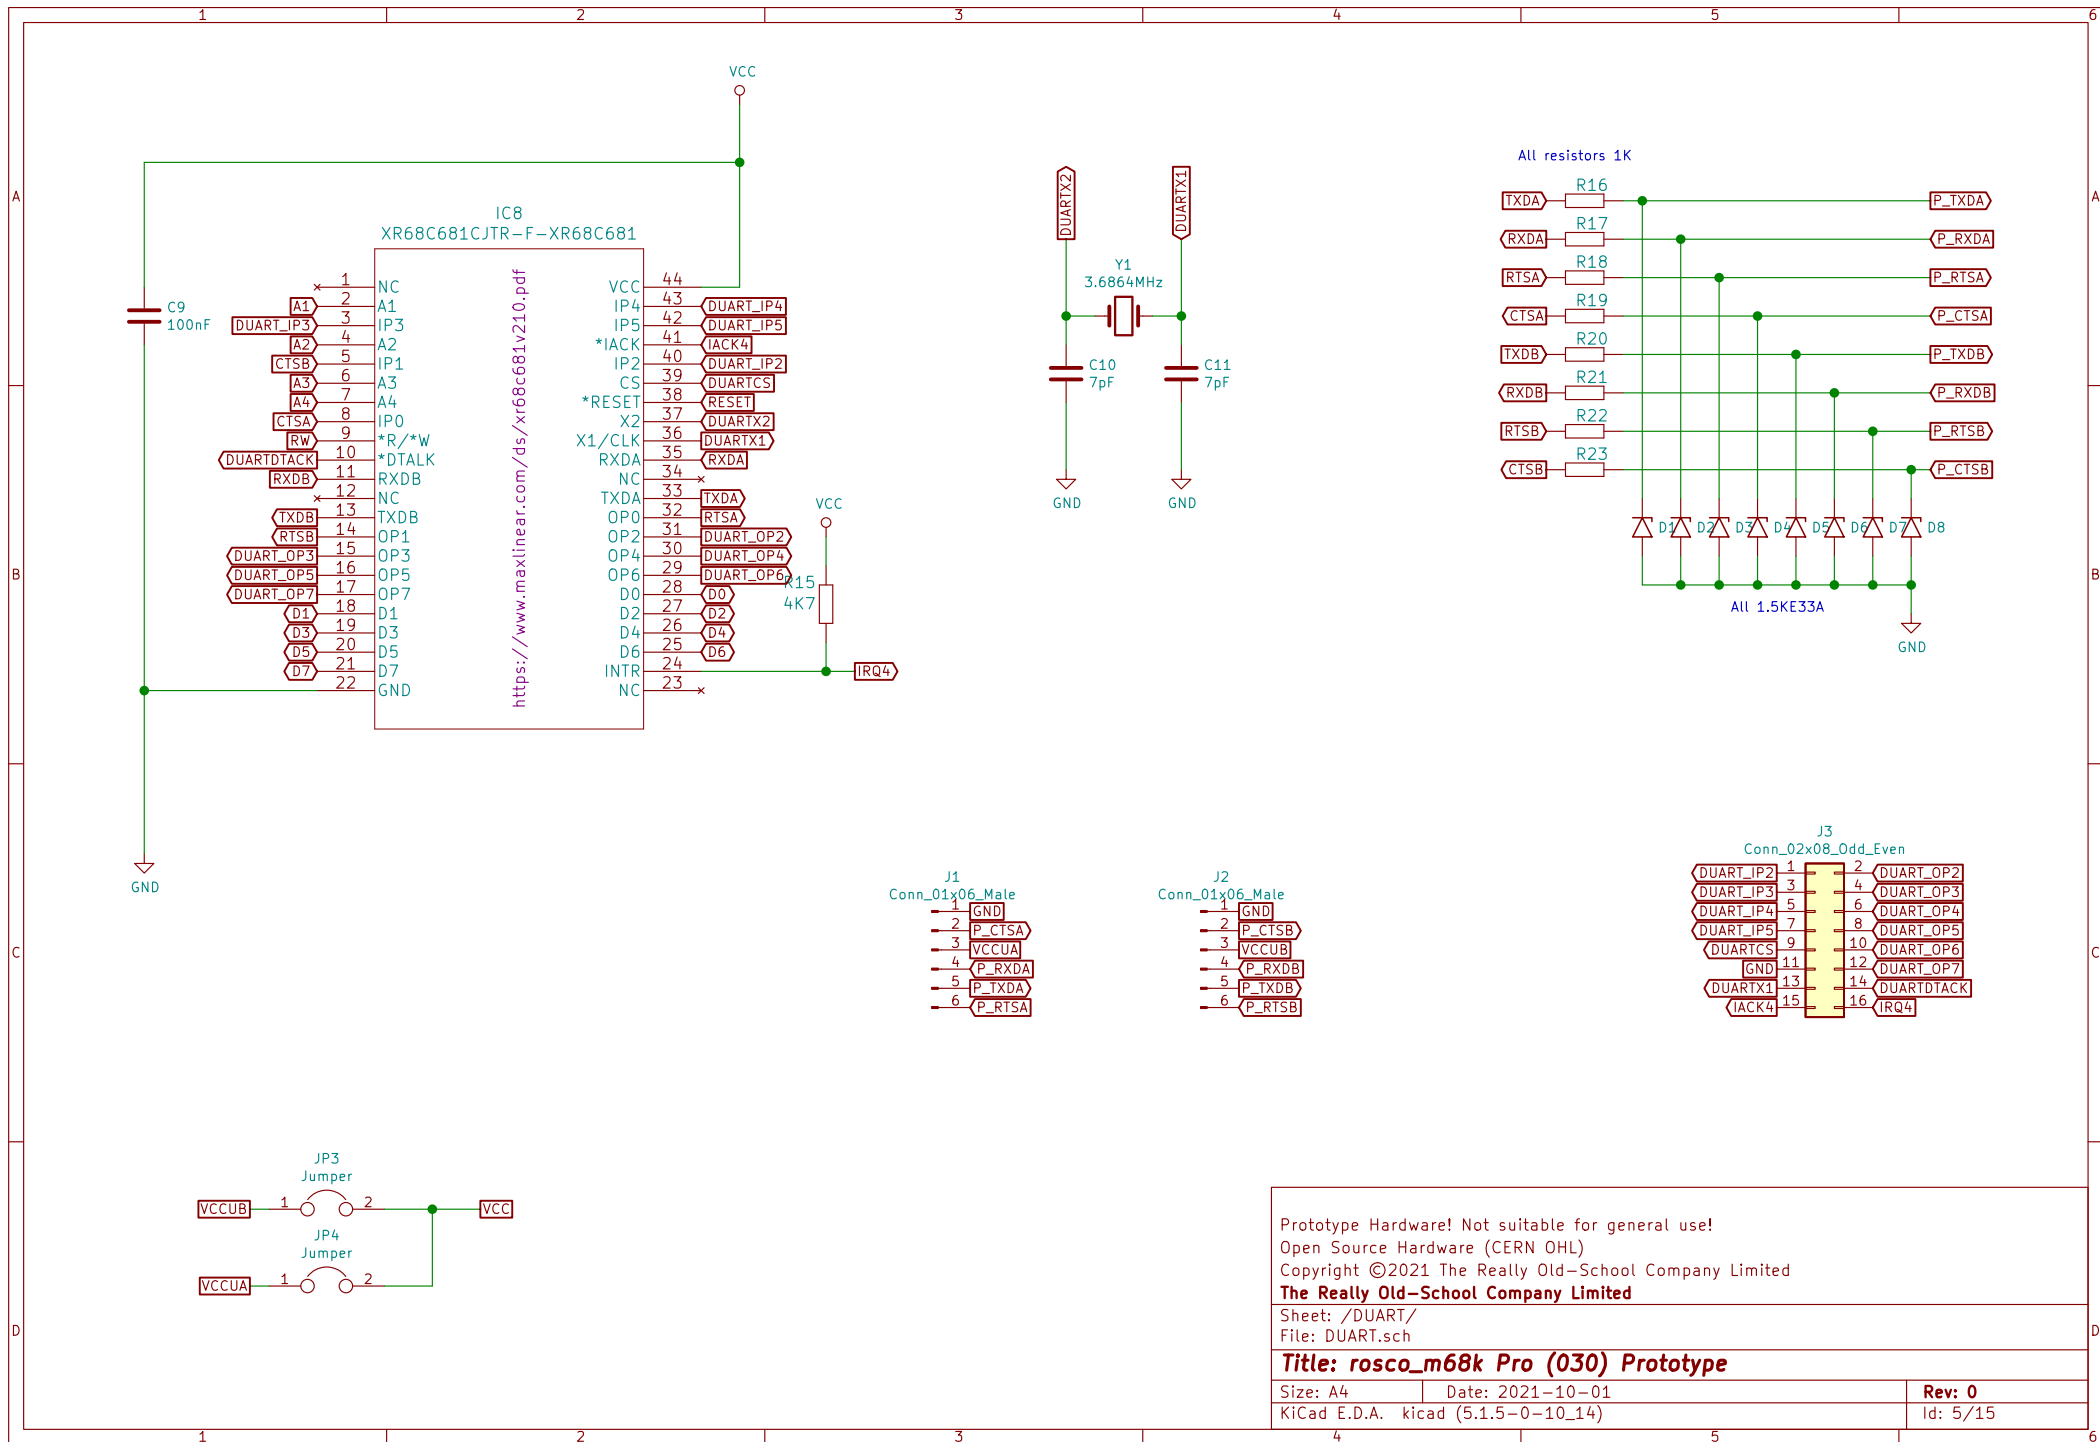 1 2 3 4 5 6
A A
B B
C C
D D
VCC
IC8
XR68C681CJTR-F-XR68C681
https://www.maxlinear.com/ds/xr68c681v210.pdf
1 NC
A1 2 A1
DUART_IP3 3 IP3
A2 4 A2
CTSB 5 IP1
A3 6 A3
A4 7 A4
CTSA 8 IP0
RW 9 *R/*W
DUARTDTACK 10 *DTALK
RXDB 11 RXDB
12 NC
TXDB 13 TXDB
RTSB 14 OP1
DUART_OP3 15 OP3
DUART_OP5 16 OP5
DUART_OP7 17 OP7
D1 18 D1
D3 19 D3
D5 20 D5
D7 21 D7
22 GND
VCC 44
IP4 43 DUART_IP4
IP5 42 DUART_IP5
*IACK 41 IACK4
IP2 40 DUART_IP2
CS 39 DUARTCS
*RESET 38 RESET
X2 37 DUARTX2
X1/CLK 36 DUARTX1
RXDA 35 RXDA
NC 34
TXDA 33 TXDA
OP0 32 RTSA
OP2 31 DUART_OP2
OP4 30 DUART_OP4
OP6 29 DUART_OP6
D0 28 D0
D2 27 D2
D4 26 D4
D6 25 D6
INTR 24 IRQ4
NC 23
C9
100nF
GND
VCC
R15
4K7
DUARTX2
DUARTX1
Y1
3.6864MHz
C10
7pF
C11
7pF
GND
GND
All resistors 1K
TXDA R16 P_TXDA
RXDA R17 P_RXDA
RTSA R18 P_RTSA
CTSA R19 P_CTSA
TXDB R20 P_TXDB
RXDB R21 P_RXDB
RTSB R22 P_RTSB
CTSB R23 P_CTSB
D1 D2 D3 D4 D5 D6 D7 D8
All 1.5KE33A
GND
J1
Conn_01x06_Male
1 GND
2 P_CTSA
3 VCCUA
4 P_RXDA
5 P_TXDA
6 P_RTSA
J2
Conn_01x06_Male
1 GND
2 P_CTSB
3 VCCUB
4 P_RXDB
5 P_TXDB
6 P_RTSB
J3
Conn_02x08_Odd_Even
DUART_IP2 1 2 DUART_OP2
DUART_IP3 3 4 DUART_OP3
DUART_IP4 5 6 DUART_OP4
DUART_IP5 7 8 DUART_OP5
DUARTCS 9 10 DUART_OP6
GND 11 12 DUART_OP7
DUARTX1 13 14 DUARTDTACK
IACK4 15 16 IRQ4
JP3
Jumper
VCCUB 1 2 VCC
JP4
Jumper
VCCUA 1 2
Prototype Hardware! Not suitable for general use!
Open Source Hardware (CERN OHL)
Copyright ©2021 The Really Old-School Company Limited
The Really Old-School Company Limited
Sheet: /DUART/
File: DUART.sch
Title: rosco_m68k Pro (030) Prototype
Size: A4 Date: 2021-10-01 Rev: 0
KiCad E.D.A. kicad (5.1.5-0-10_14) Id: 5/15
1 2 3 4 5 6